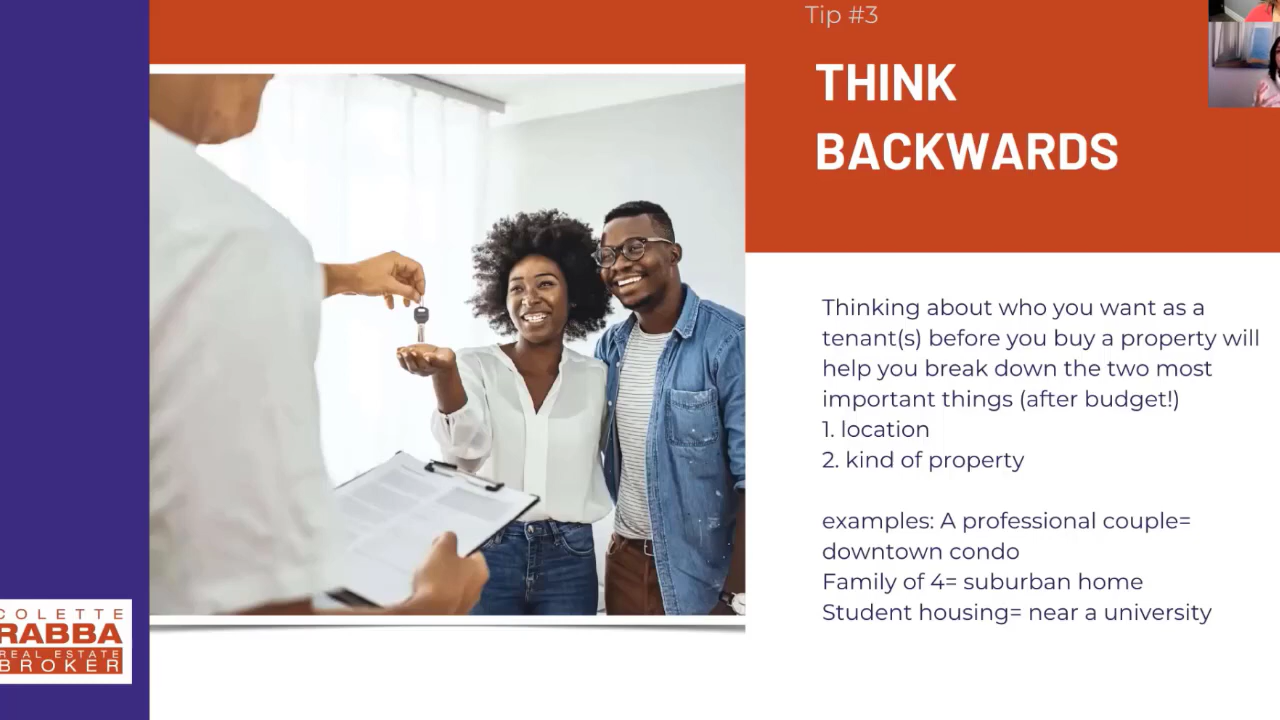 Tip #3
THINK
BACKWARDS
Thinking about who you want as a
tenant(s) before you buy a property will
help you break down the two most
important things (after budget!)
1. location
2. kind of property
examples: A professional couple=
downtown condo
Family of 4= suburban home
Student housing= near a university
COLETTE
RABBA
REAL ESTATE
BROKER